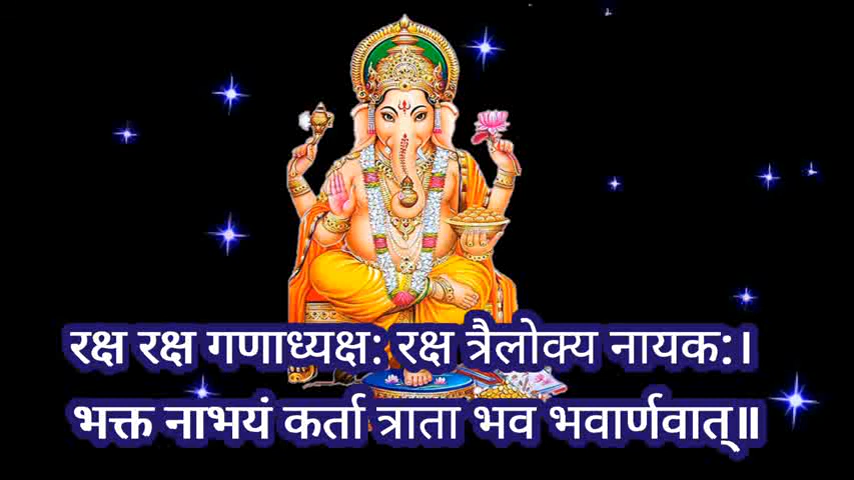 रक्ष रक्ष गणाध्यक्ष: रक्ष त्रैलोक्य नायक:।
भक्त नाभयं कर्ता त्राता भव भवार्णवात्॥